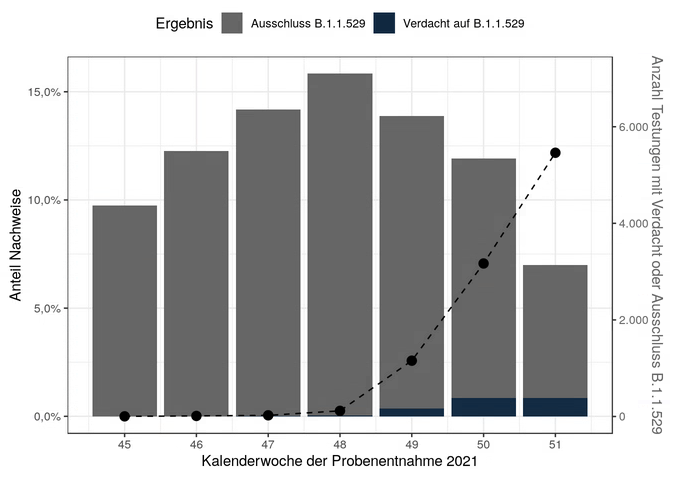 Ergebnis Ausschluss B.1.1.529 Verdacht auf B.1.1.529
Anteil Nachweise
15,0%
10,0%
5,0%
0,0%
6.000
4.000
2.000
0
Anzahl Testungen mit Verdacht oder Ausschluss B.1.1.529
45 46 47 48 49 50 51
Kalenderwoche der Probenentnahme 2021